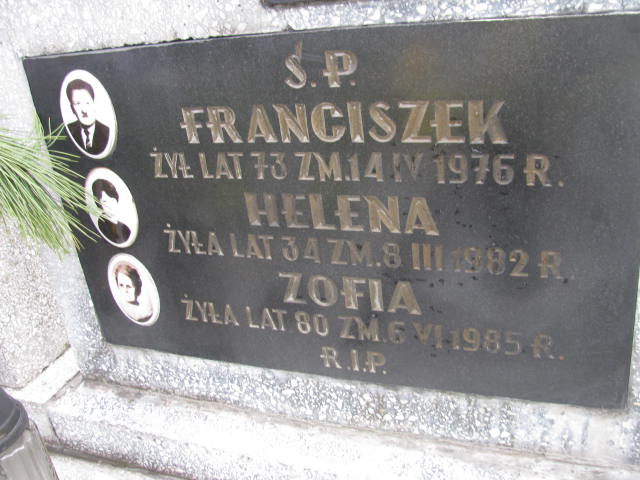 Ś.P.
FRANCISZEK
ŻYŁ LAT 73 ZM.14 IV 1976 R.
HELENA
ŻYŁA LAT 34 ZM.8 III 1982 R.
ZOFIA
ŻYŁA LAT 80 ZM.6 VI 1985 R.
R.I.P.